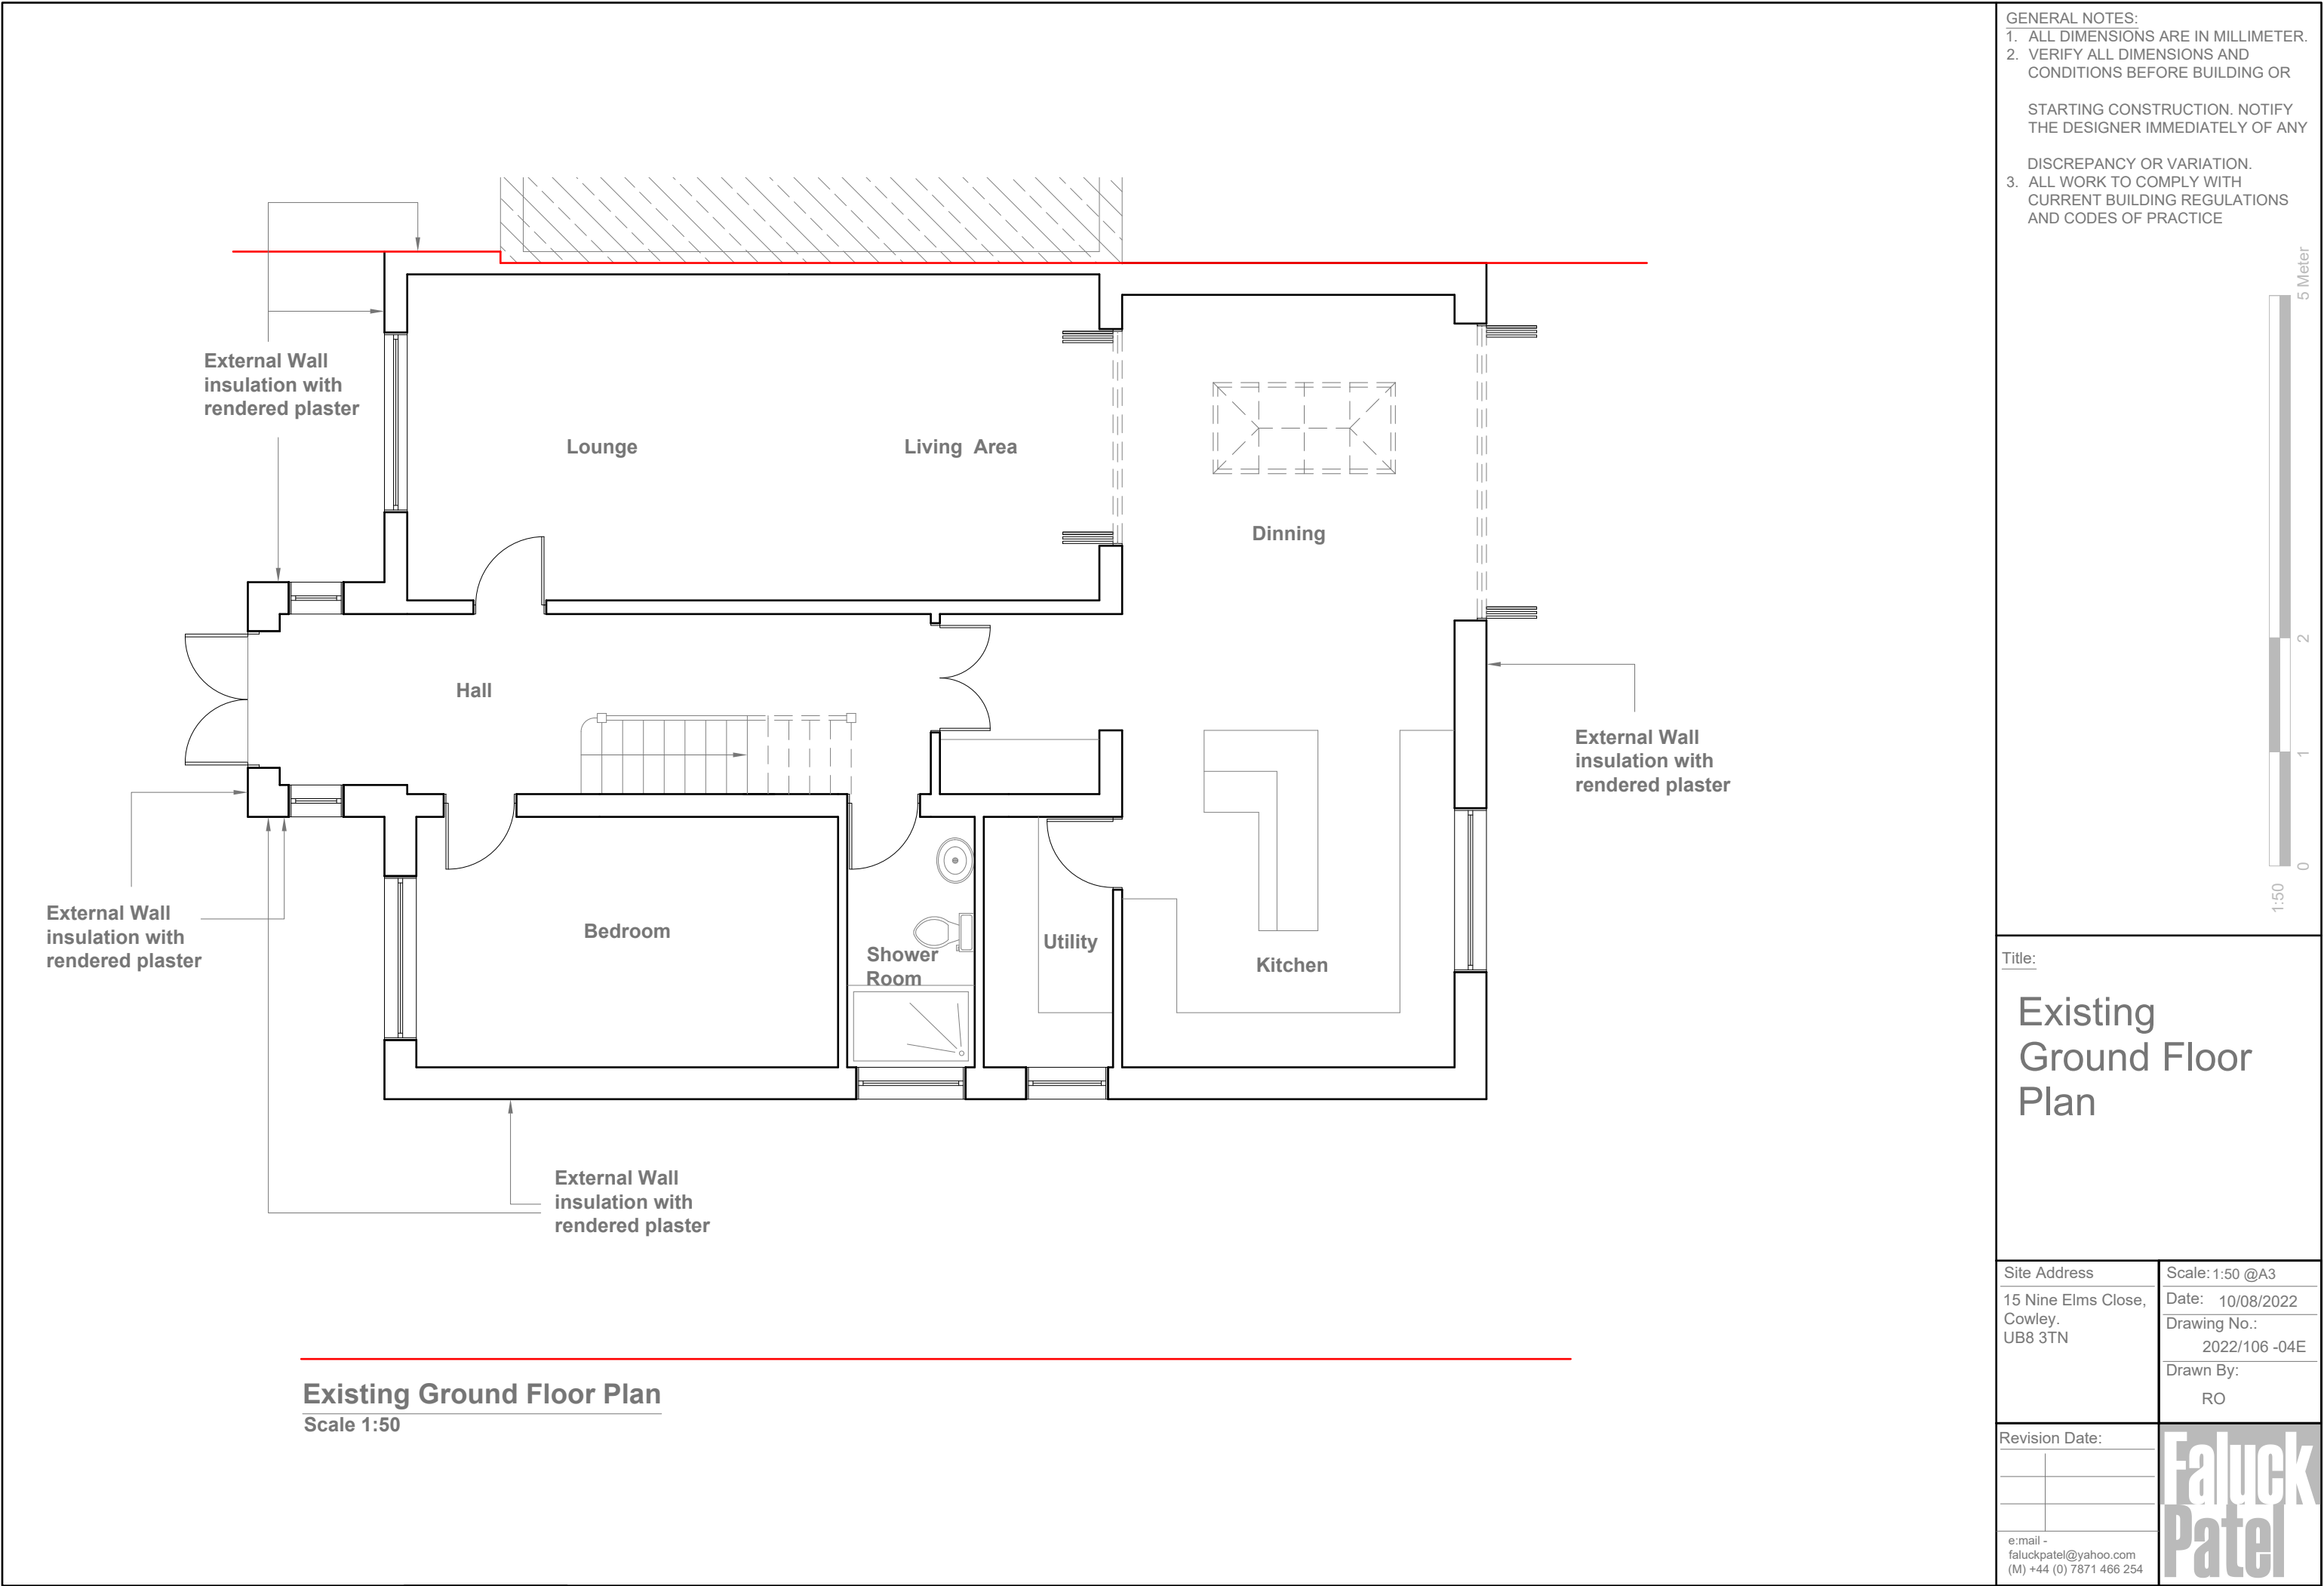 GENERAL NOTES:
1. ALL DIMENSIONS ARE IN MILLIMETER.
2. VERIFY ALL DIMENSIONS AND
CONDITIONS BEFORE BUILDING OR
STARTING CONSTRUCTION. NOTIFY
THE DESIGNER IMMEDIATELY OF ANY
DISCREPANCY OR VARIATION.
3. ALL WORK TO COMPLY WITH
CURRENT BUILDING REGULATIONS
AND CODES OF PRACTICE
5 Meter
2
1
0
1:50
External Wall
insulation with
rendered plaster
Lounge
Living Area
Dinning
Hall
External Wall
insulation with
rendered plaster
External Wall
insulation with
rendered plaster
Bedroom
Shower
Room
Utility
Kitchen
External Wall
insulation with
rendered plaster
Existing Ground Floor Plan
Scale 1:50
Title:
Existing
Ground Floor
Plan
Site Address
15 Nine Elms Close,
Cowley.
UB8 3TN
Scale: 1:50 @A3
Date: 10/08/2022
Drawing No.:
2022/106 -04E
Drawn By:
RO
Revision Date:
e:mail -
faluckpatel@yahoo.com
(M) +44 (0) 7871 466 254
Faluck
Patel